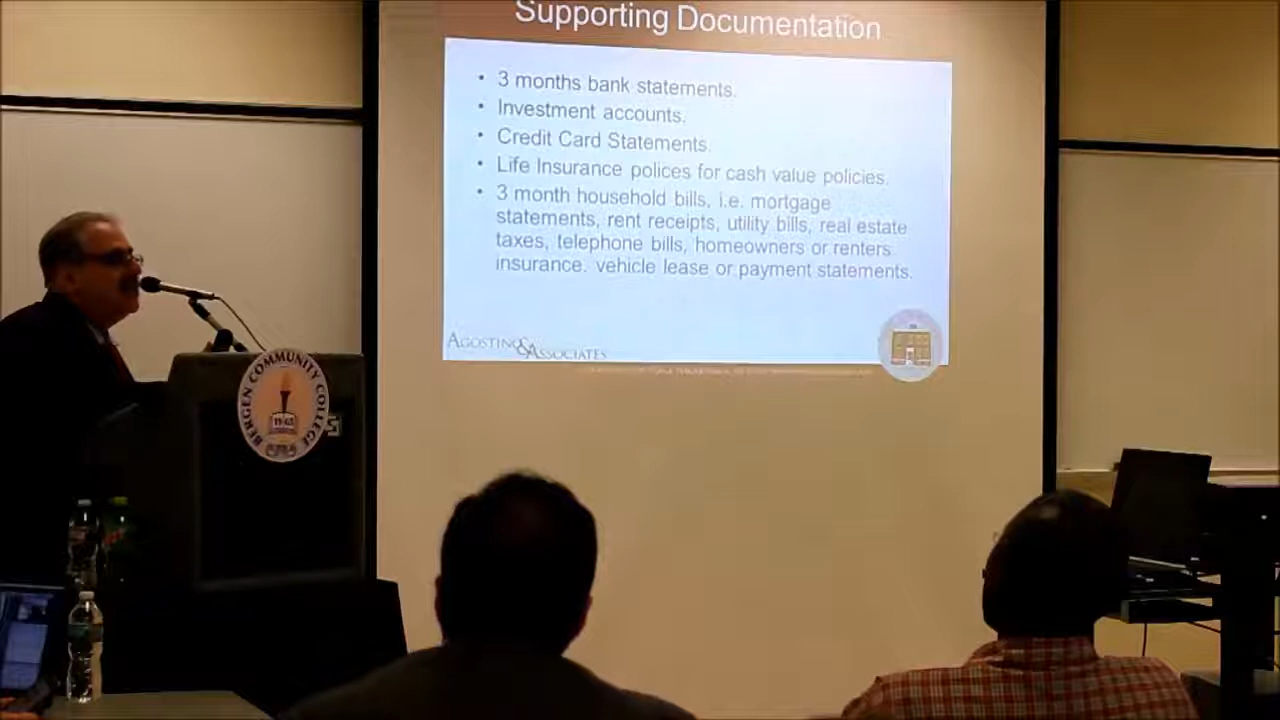 Supporting Documentation
• 3 months bank statements.
• Investment accounts.
• Credit Card Statements.
• Life Insurance polices for cash value policies.
• 3 month household bills, i.e. mortgage
statements, rent receipts, utility bills, real estate
taxes, telephone bills, homeowners or renters
insurance. vehicle lease or payment statements.
AGOSTINO & ASSOCIATES
BERGEN COMMUNITY COLLEGE